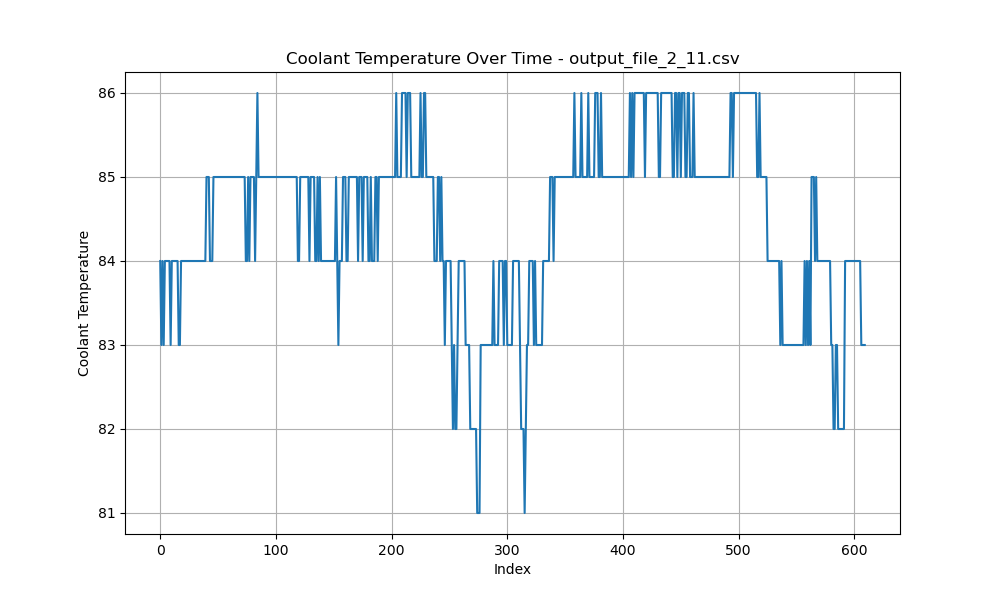 Coolant Temperature Over Time - output_file_2_11.csv
86
85
84
83
82
81
Coolant Temperature
0 100 200 300 400 500 600
Index